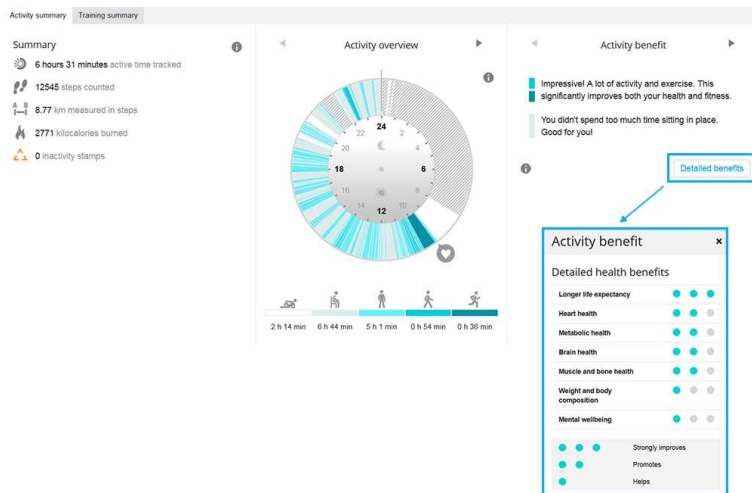 Activity summary
Training summary
Summary
6 hours 31 minutes active time tracked
12545 steps counted
A B
8.77 km measured in steps
2771 kilocalories burned
0 inactivity stamps
Activity overview
24
22
2
20
4
18
6
16
8
14
10
12
2 h 14 min
6 h 44 min
5 h 1 min
0 h 54 min
0 h 36 min
Activity benefit
Impressive! A lot of activity and exercise. This
significantly improves both your health and fitness.
You didn't spend too much time sitting in place.
Good for you!
Detailed benefits
Activity benefit
×
Detailed health benefits
Longer life expectancy
Heart health
Metabolic health
Brain health
Muscle and bone health
Weight and body
composition
Mental wellbeing
Strongly improves
Promotes
Helps